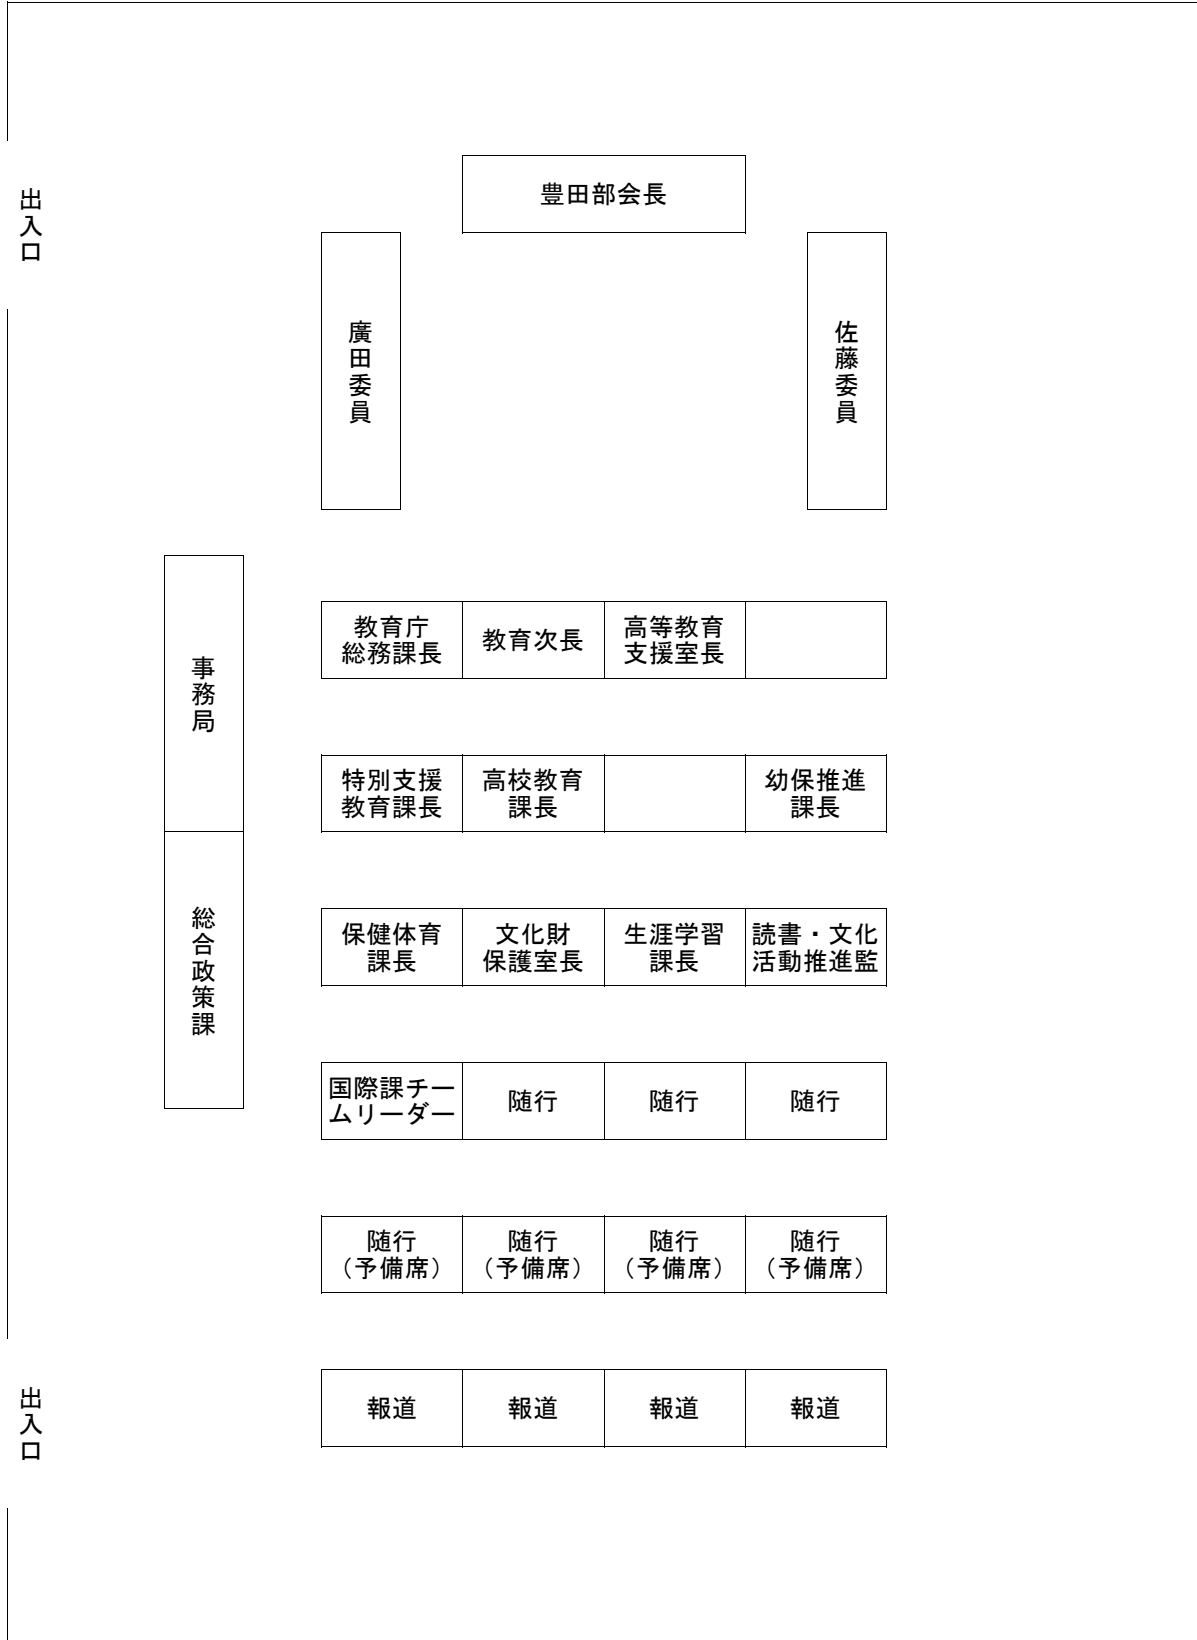 豊田部会長
出入口
廣田委員
佐藤委員
事務局
総合政策課
教育庁
総務課長
教育次長
高等教育
支援室長
特別支援
教育課長
高校教育
課長
幼保推進
課長
保健体育
課長
文化財
保護室長
生涯学習
課長
読書・文化
活動推進監
国際課チー
ムリーダー
随行
随行
随行
随行
（予備席）
随行
（予備席）
随行
（予備席）
随行
（予備席）
出入口
報道
報道
報道
報道